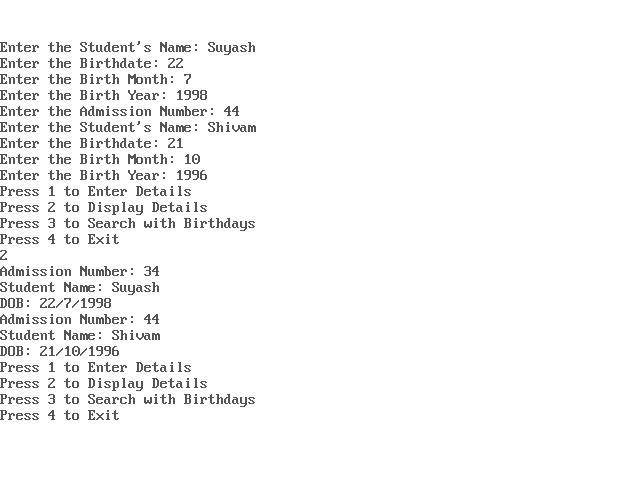 Enter the Student's Name: Suyash
Enter the Birthdate: 22
Enter the Birth Month: 7
Enter the Birth Year: 1998
Enter the Admission Number: 44
Enter the Student's Name: Shivam
Enter the Birthdate: 21
Enter the Birth Month: 10
Enter the Birth Year: 1996
Press 1 to Enter Details
Press 2 to Display Details
Press 3 to Search with Birthdays
Press 4 to Exit
2
Admission Number: 34
Student Name: Suyash
DOB: 22/7/1998
Admission Number: 44
Student Name: Shivam
DOB: 21/10/1996
Press 1 to Enter Details
Press 2 to Display Details
Press 3 to Search with Birthdays
Press 4 to Exit